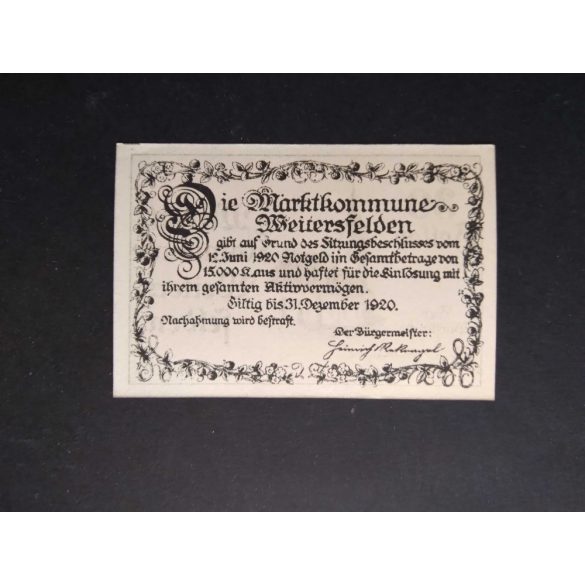 Die Marktkommune
Weitersfelden
gibt auf Grund des Sitzungsbeschlusses vom
12. Juni 1920 Notgeld im Gesamtbetrage von
15.000 K aus und haftet für die Einlösung mit
ihrem gesamten Aktivvermögen.
Giltig bis 31. Dezember 1920.
Nachahmung wird bestraft.
Der Bürgermeister:
Heinrich